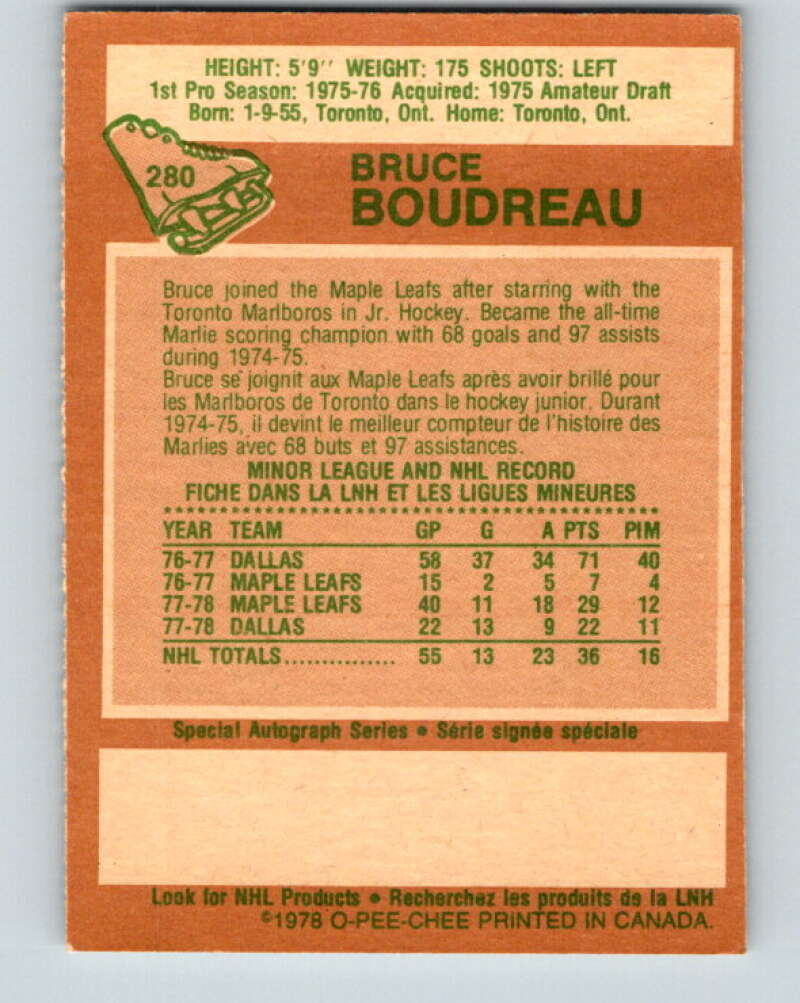 HEIGHT: 5'9'' WEIGHT: 175 SHOOTS: LEFT
1st Pro Season: 1975-76 Acquired: 1975 Amateur Draft
Born: 1-9-55, Toronto, Ont. Home: Toronto, Ont.
280
BRUCE
BOUDREAU
Bruce joined the Maple Leafs after starring with the
Toronto Marlboros in Jr. Hockey. Became the all-time
Marlie scoring champion with 68 goals and 97 assists
during 1974-75.
Bruce se joignit aux Maple Leafs après avoir brillé pour
les Marlboros de Toronto dans le hockey junior. Durant
1974-75, il devint le meilleur compteur de l'histoire des
Marlies avec 68 buts et 97 assistances.
MINOR LEAGUE AND NHL RECORD
FICHE DANS LA LNH ET LES LIGUES MINEURES
YEAR TEAM GP G A PTS PIM
76-77 DALLAS 58 37 34 71 40
76-77 MAPLE LEAFS 15 2 5 7 4
77-78 MAPLE LEAFS 40 11 18 29 12
77-78 DALLAS 22 13 9 22 11
NHL TOTALS............... 55 13 23 36 16
Special Autograph Series • Série signée spéciale
Look for NHL Products • Recherchez les produits de la LNH
©1978 O-PEE-CHEE PRINTED IN CANADA.